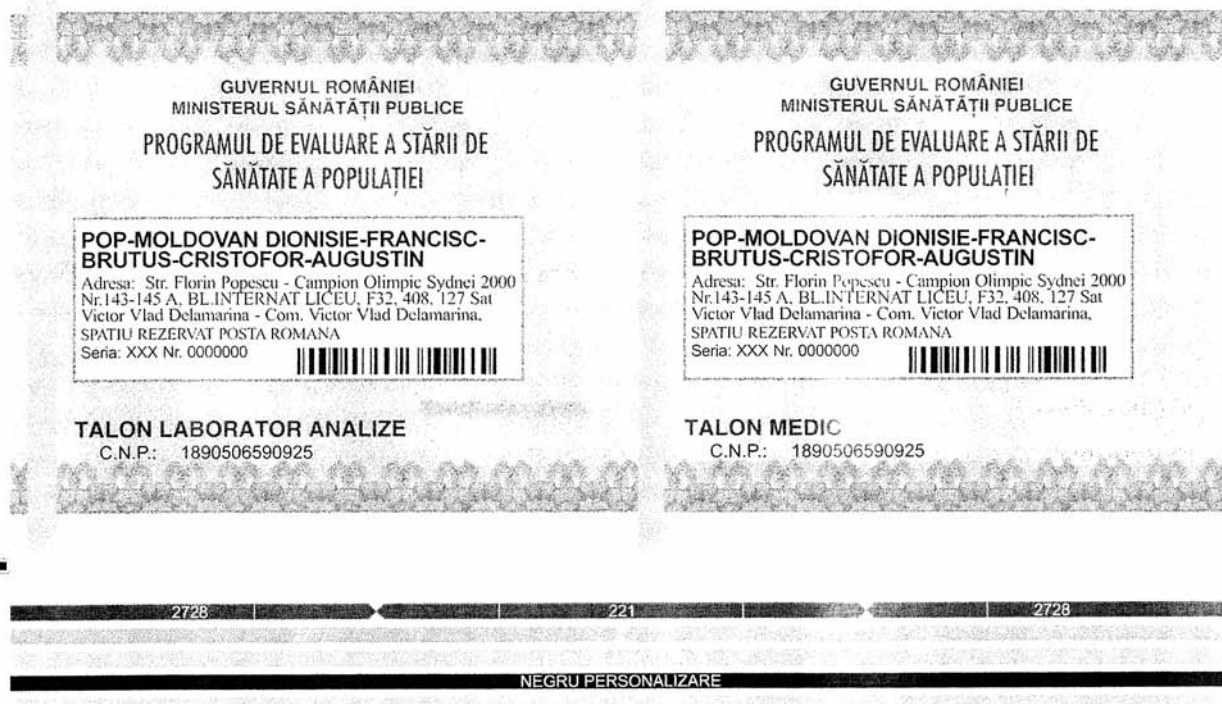 GUVERNUL ROMÂNIEI
MINISTERUL SĂNĂTĂȚII PUBLICE
PROGRAMUL DE EVALUARE A STĂRII DE
SĂNĂTATE A POPULAȚIEI
POP-MOLDOVAN DIONISIE-FRANCISC-
BRUTUS-CRISTOFOR-AUGUSTIN
Adresa: Str. Florin Popescu - Campion Olimpic Sydnei 2000
Nr.143-145 A, BL.INTERNAT LICEU, F32, 408, 127 Sat
Victor Vlad Delamarina - Com. Victor Vlad Delamarina,
SPATIU REZERVAT POSTA ROMANA
Seria: XXX Nr. 0000000
TALON LABORATOR ANALIZE
C.N.P.: 1890506590925
GUVERNUL ROMÂNIEI
MINISTERUL SĂNĂTĂȚII PUBLICE
PROGRAMUL DE EVALUARE A STĂRII DE
SĂNĂTATE A POPULAȚIEI
POP-MOLDOVAN DIONISIE-FRANCISC-
BRUTUS-CRISTOFOR-AUGUSTIN
Adresa: Str. Florin Popescu - Campion Olimpic Sydnei 2000
Nr.143-145 A, BL.INTERNAT LICEU, F32, 408, 127 Sat
Victor Vlad Delamarina - Com. Victor Vlad Delamarina,
SPATIU REZERVAT POSTA ROMANA
Seria: XXX Nr. 0000000
TALON MEDIC
C.N.P.: 1890506590925
2728 221 2728
NEGRU PERSONALIZARE